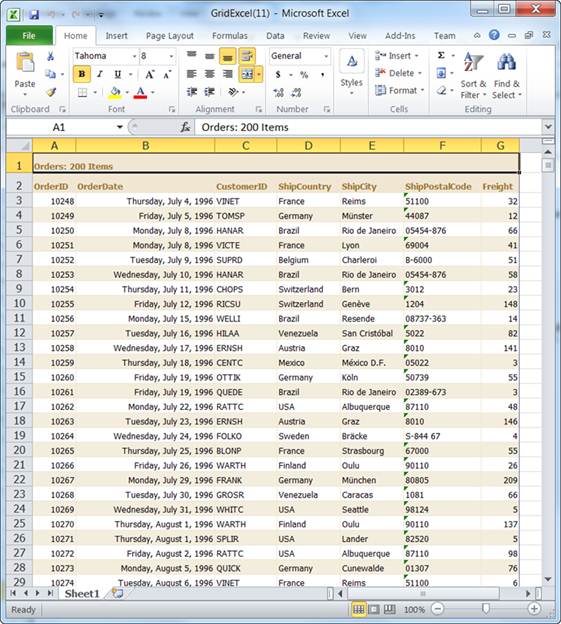 GridExcel(11) - Microsoft Excel
File Home Insert Page Layout Formulas Data Review View Add-Ins Team
Paste
Clipboard
Tahoma 8
B I U
Font
Alignment
General
$ % ,
Number
Styles
Insert
Delete
Format
Cells
Sort & Filter
Find & Select
Editing
A1 fx Orders: 200 Items
A B C D E F G
1 Orders: 200 Items
2 OrderID OrderDate CustomerID ShipCountry ShipCity ShipPostalCode Freight
3 10248 Thursday, July 4, 1996 VINET France Reims 51100 32
4 10249 Friday, July 5, 1996 TOMSP Germany Münster 44087 12
5 10250 Monday, July 8, 1996 HANAR Brazil Rio de Janeiro 05454-876 66
6 10251 Monday, July 8, 1996 VICTE France Lyon 69004 41
7 10252 Tuesday, July 9, 1996 SUPRD Belgium Charleroi B-6000 51
8 10253 Wednesday, July 10, 1996 HANAR Brazil Rio de Janeiro 05454-876 58
9 10254 Thursday, July 11, 1996 CHOPS Switzerland Bern 3012 23
10 10255 Friday, July 12, 1996 RICSU Switzerland Genève 1204 148
11 10256 Monday, July 15, 1996 WELLI Brazil Resende 08737-363 14
12 10257 Tuesday, July 16, 1996 HILAA Venezuela San Cristóbal 5022 82
13 10258 Wednesday, July 17, 1996 ERNSH Austria Graz 8010 141
14 10259 Thursday, July 18, 1996 CENTC Mexico México D.F. 05022 3
15 10260 Friday, July 19, 1996 OTTIK Germany Köln 50739 55
16 10261 Friday, July 19, 1996 QUEDE Brazil Rio de Janeiro 02389-673 3
17 10262 Monday, July 22, 1996 RATTC USA Albuquerque 87110 48
18 10263 Tuesday, July 23, 1996 ERNSH Austria Graz 8010 146
19 10264 Wednesday, July 24, 1996 FOLKO Sweden Bräcke S-844 67 4
20 10265 Thursday, July 25, 1996 BLONP France Strasbourg 67000 55
21 10266 Friday, July 26, 1996 WARTH Finland Oulu 90110 26
22 10267 Monday, July 29, 1996 FRANK Germany München 80805 209
23 10268 Tuesday, July 30, 1996 GROSR Venezuela Caracas 1081 66
24 10269 Wednesday, July 31, 1996 WHITC USA Seattle 98124 5
25 10270 Thursday, August 1, 1996 WARTH Finland Oulu 90110 137
26 10271 Thursday, August 1, 1996 SPLIR USA Lander 82520 5
27 10272 Friday, August 2, 1996 RATTC USA Albuquerque 87110 98
28 10273 Monday, August 5, 1996 QUICK Germany Cunewalde 01307 76
29 10274 Tuesday, August 6, 1996 VINET France Reims 51100 6
Sheet1
Ready 100%